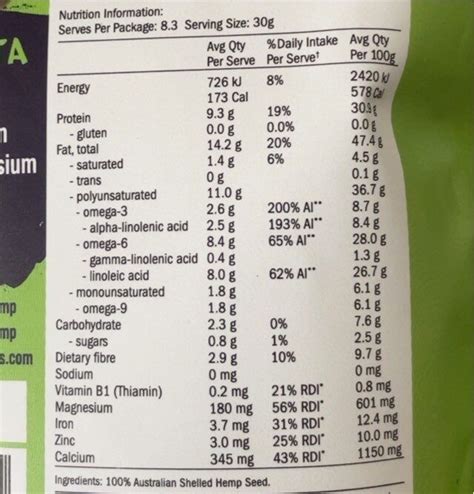 Nutrition Information:
Serves Per Package: 8.3 Serving Size: 30g
Avg Qty %Daily Intake Avg Qty
Per Serve Per Serve† Per 100g
Energy 726 kJ 8% 2420 kJ
173 Cal 578 Cal
Protein 9.3 g 19%
- gluten 0.0 g 0.0% 0.0 g
Fat, total 14.2 g 20% 47.4 g
- saturated 1.4 g 6% 4.5 g
- trans 0 g 0.1 g
- polyunsaturated 11.0 g 36.7 g
- omega-3 2.6 g 200% AI** 8.7 g
- alpha-linolenic acid 2.5 g 193% AI** 8.4 g
- omega-6 8.4 g 65% AI** 28.0 g
- gamma-linolenic acid 0.4 g 1.3 g
- linoleic acid 8.0 g 62% AI** 26.7 g
- monounsaturated 1.8 g 6.1 g
- omega-9 1.8 g 6.1 g
Carbohydrate 2.3 g 0% 7.6 g
- sugars 0.8 g 1% 2.5 g
Dietary fibre 2.9 g 10% 9.7 g
Sodium 0 mg 0 mg
Vitamin B1 (Thiamin) 0.2 mg 21% RDI* 0.8 mg
Magnesium 180 mg 56% RDI* 601 mg
Iron 3.7 mg 31% RDI* 12.4 mg
Zinc 3.0 mg 25% RDI* 10.0 mg
Calcium 345 mg 43% RDI* 1150 mg
Ingredients: 100% Australian Shelled Hemp Seed.
TA
n
sium
mp
mp
s.com